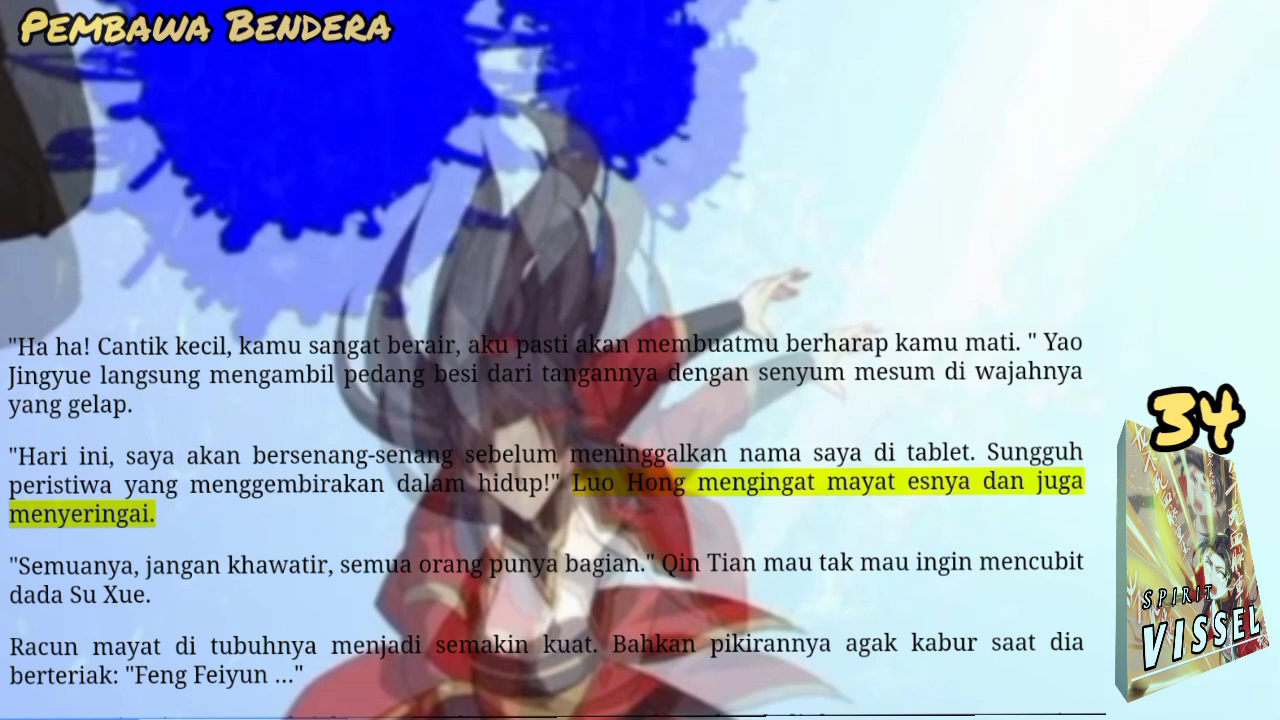 Pembawa Bendera
"Ha ha! Cantik kecil, kamu sangat berair, aku pasti akan membuatmu berharap kamu mati. " Yao
Jingyue langsung mengambil pedang besi dari tangannya dengan senyum mesum di wajahnya
yang gelap.
"Hari ini, saya akan bersenang-senang sebelum meninggalkan nama saya di tablet. Sungguh
peristiwa yang menggembirakan dalam hidup!" Luo Hong mengingat mayat esnya dan juga
menyeringai.
"Semuanya, jangan khawatir, semua orang punya bagian." Qin Tian mau tak mau ingin mencubit
dada Su Xue.
Racun mayat di tubuhnya menjadi semakin kuat. Bahkan pikirannya agak kabur saat dia
berteriak: "Feng Feiyun ..."
34
SPIRIT
VISSEL